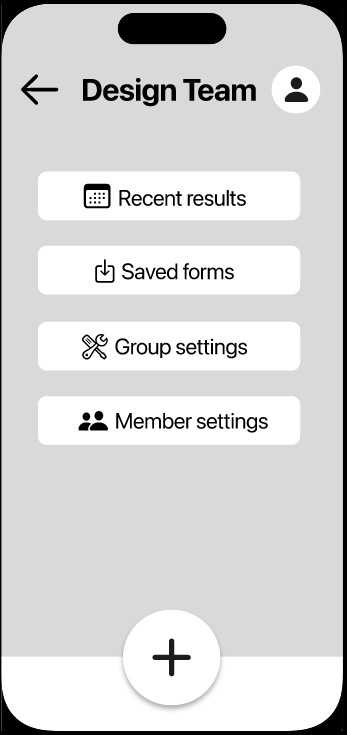 Design Team
Recent results
Saved forms
Group settings
Member settings